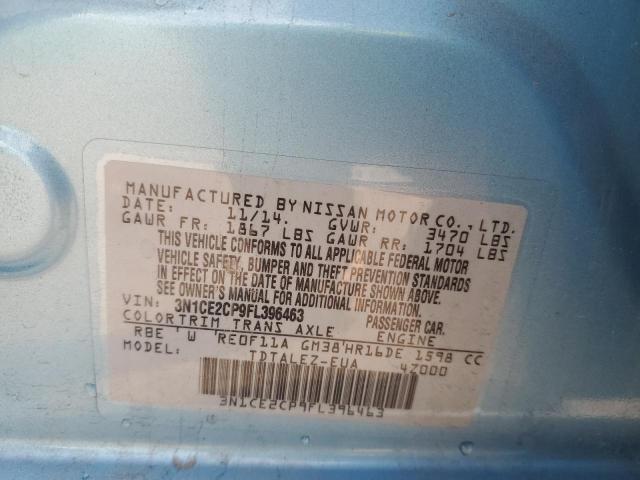 MANUFACTURED BY NISSAN MOTOR CO., LTD.
DATE: 11/14. GVWR: 3470 LBS
GAWR FR: 1867 LBS GAWR RR: 1704 LBS
THIS VEHICLE CONFORMS TO ALL APPLICABLE FEDERAL MOTOR
VEHICLE SAFETY, BUMPER AND THEFT PREVENTION STANDARDS
IN EFFECT ON THE DATE OF MANUFACTURE SHOWN ABOVE.
SEE OWNER'S MANUAL FOR ADDITIONAL INFORMATION
VIN: 3N1CE2CP9FL396463 PASSENGER CAR.
COLOR TRIM TRANS AXLE ENGINE
RBE W RE0F11A GM38 HR16DE 1598 CC
MODEL: TDTALEZ-EUA 4Z000
3N1CE2CP9FL396463